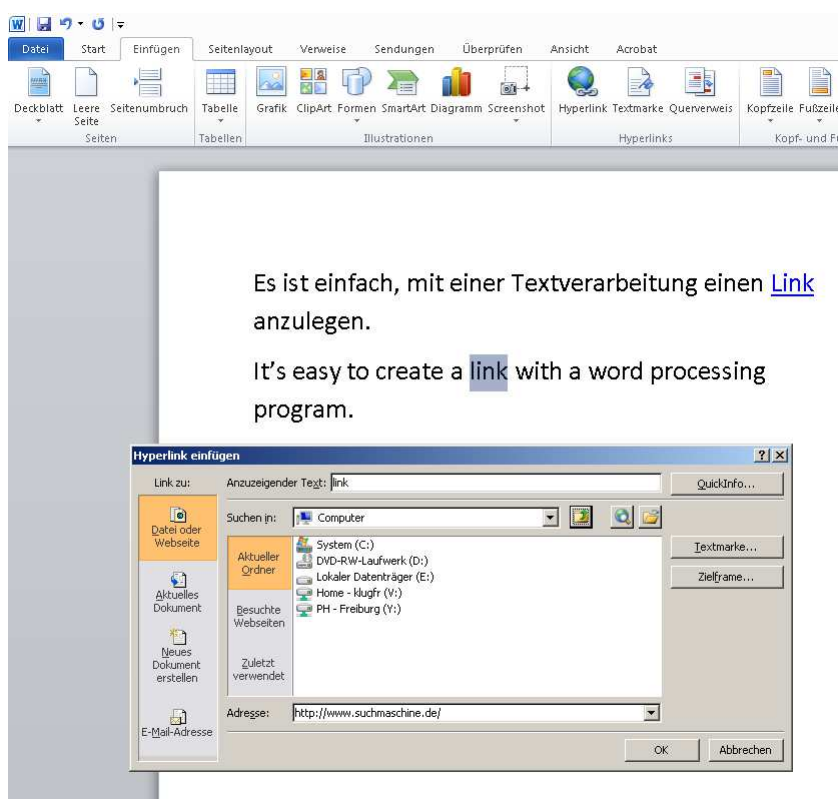 Datei Start Einfügen Seitenlayout Verweise Sendungen Überprüfen Ansicht Acrobat
Deckblatt Leere Seite Seitenumbruch Tabelle Grafik ClipArt Formen SmartArt Diagramm Screenshot Hyperlink Textmarke Querverweis Kopfzeile Fußzeile
Seiten Tabellen Illustrationen Hyperlinks Kopf- und F
Es ist einfach, mit einer Textverarbeitung einen Link
anzulegen.
It's easy to create a link with a word processing
program.
Hyperlink einfügen
Link zu: Anzuzeigender Text: link QuickInfo...
Suchen in: Computer
Datei oder
Webseite
Aktuelles
Dokument
Neues
Dokument
erstellen
E-Mail-Adresse
Aktueller
Ordner
Besuchte
Webseiten
Zuletzt
verwendet
System (C:)
DVD-RW-Laufwerk (D:)
Lokaler Datenträger (E:)
Home - klugfr (V:)
PH - Freiburg (Y:)
Textmarke...
Zielframe...
Adresse: http://www.suchmaschine.de/
OK Abbrechen